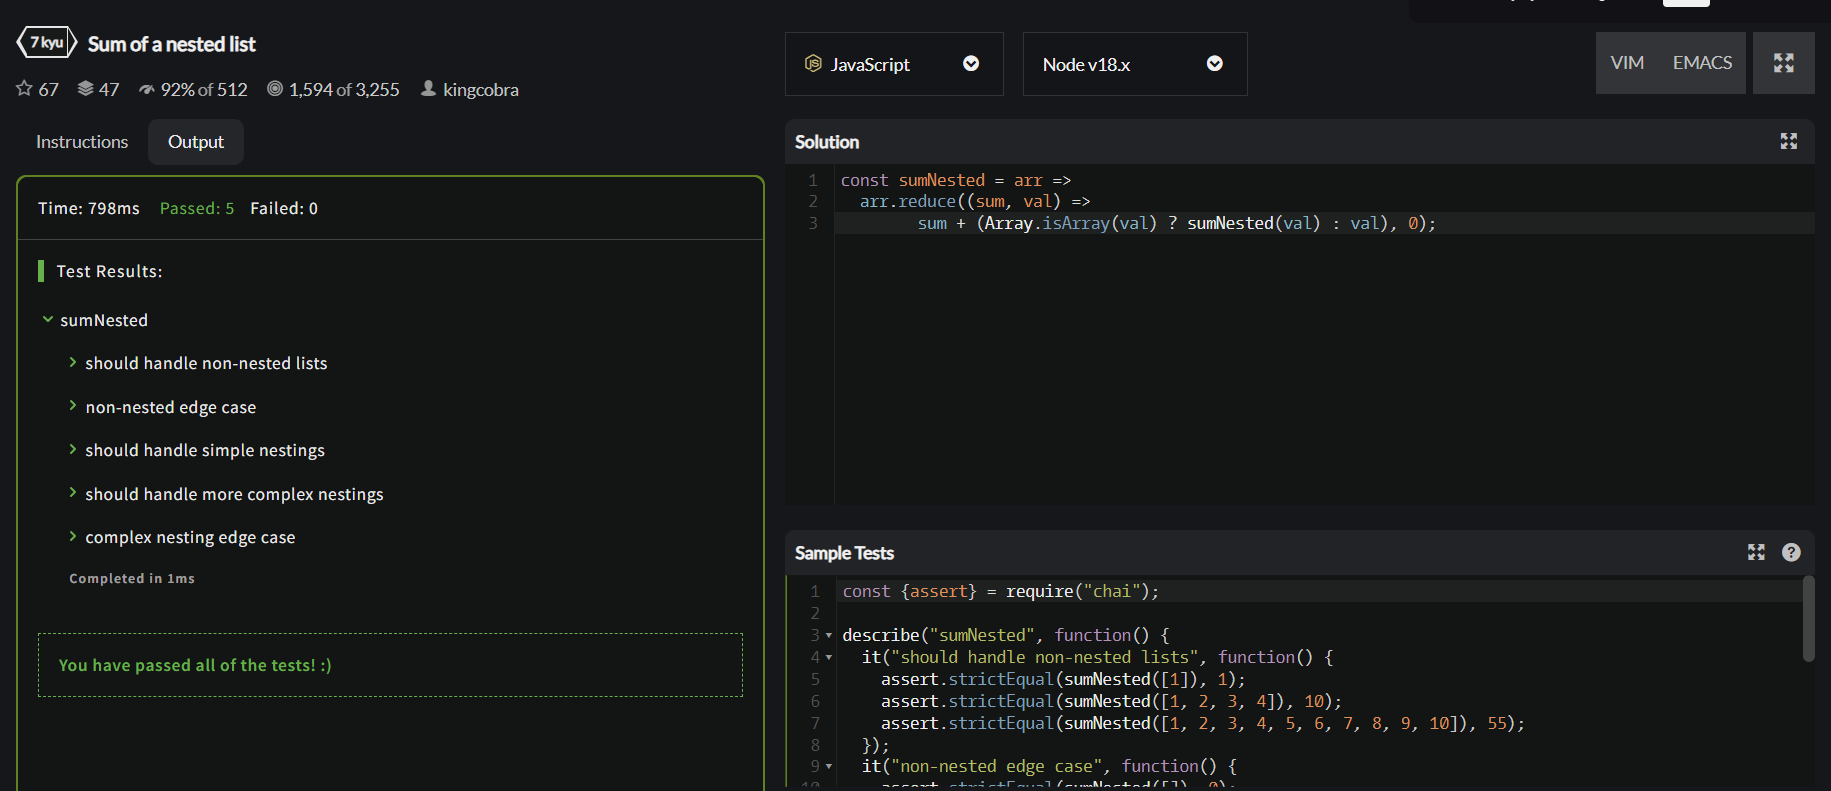 7 kyu Sum of a nested list
67 47 92% of 512 1,594 of 3,255 kingcobra
Instructions Output
Time: 798ms Passed: 5 Failed: 0
Test Results:
sumNested
should handle non-nested lists
non-nested edge case
should handle simple nestings
should handle more complex nestings
complex nesting edge case
Completed in 1ms
You have passed all of the tests! :)
JavaScript Node v18.x VIM EMACS
Solution
1 const sumNested = arr =>
2 arr.reduce((sum, val) =>
3 sum + (Array.isArray(val) ? sumNested(val) : val), 0);
Sample Tests ?
1 const {assert} = require("chai");
2
3 describe("sumNested", function() {
4 it("should handle non-nested lists", function() {
5 assert.strictEqual(sumNested([1]), 1);
6 assert.strictEqual(sumNested([1, 2, 3, 4]), 10);
7 assert.strictEqual(sumNested([1, 2, 3, 4, 5, 6, 7, 8, 9, 10]), 55);
8 });
9 it("non-nested edge case", function() {
10 assert.strictEqual(sumNested([]), 0);